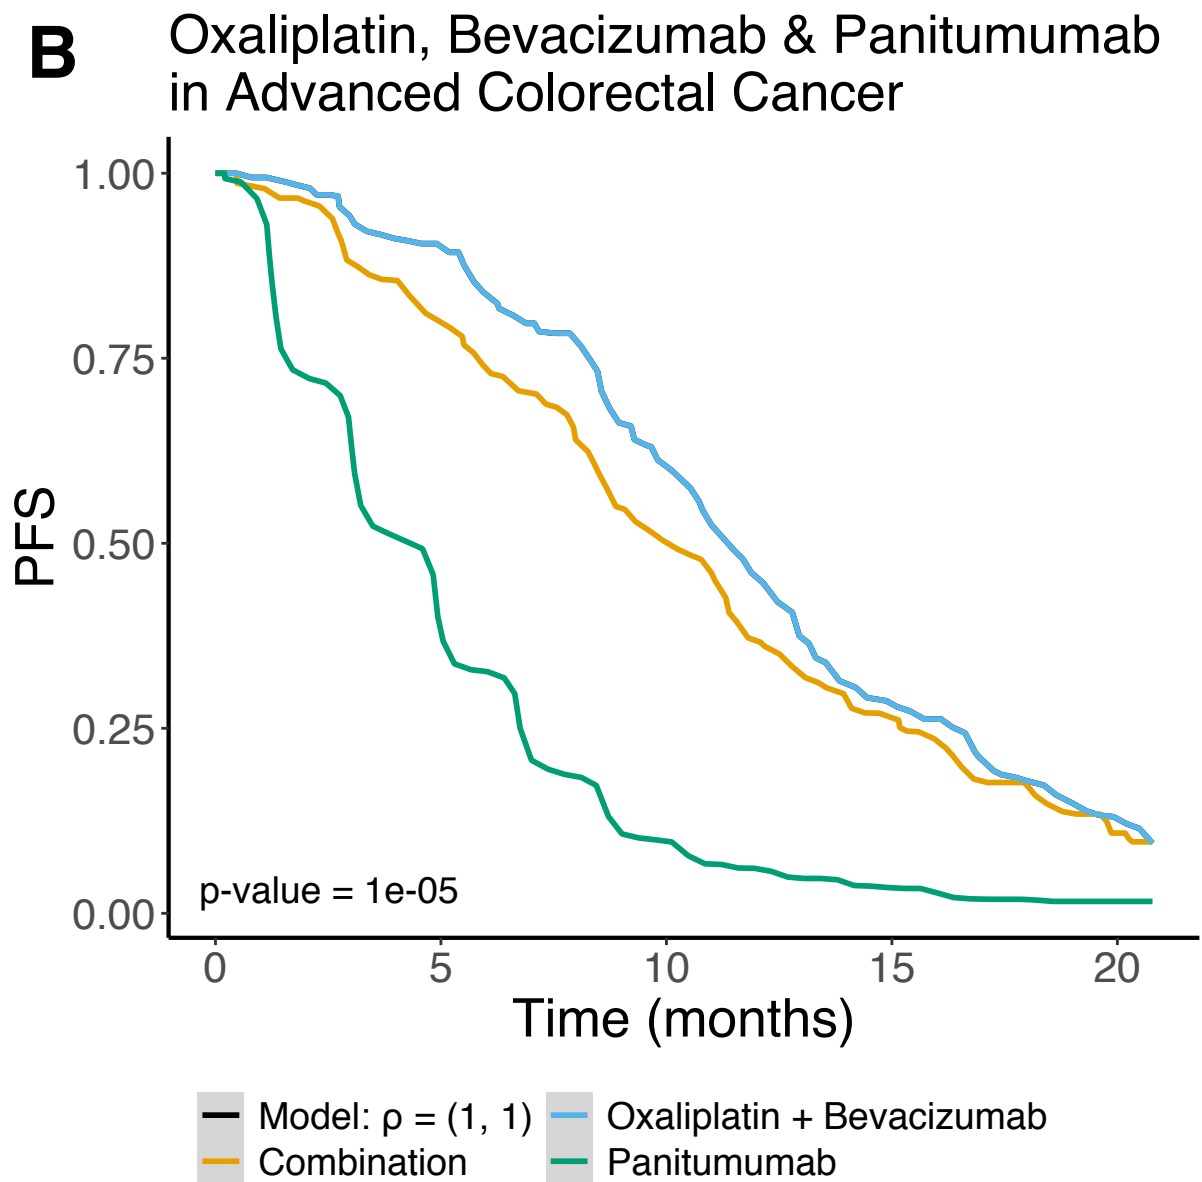 B
Oxaliplatin, Bevacizumab & Panitumumab
in Advanced Colorectal Cancer
1.00
0.75
0.50
0.25
0.00
PFS
p-value = 1e-05
0 5 10 15 20
Time (months)
Model: ρ = (1, 1) Oxaliplatin + Bevacizumab
Combination Panitumumab